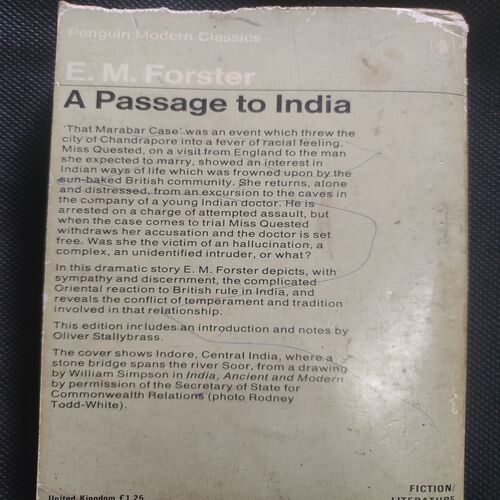 Penguin Modern Classics
E. M. Forster
A Passage to India
'That Marabar Case' was an event which threw the
city of Chandrapore into a fever of racial feeling.
Miss Quested, on a visit from England to the man
she expected to marry, showed an interest in
Indian ways of life which was frowned upon by the
sun-baked British community. She returns, alone
and distressed, from an excursion to the caves in
the company of a young Indian doctor. He is
arrested on a charge of attempted assault, but
when the case comes to trial Miss Quested
withdraws her accusation and the doctor is set
free. Was she the victim of an hallucination, a
complex, an unidentified intruder, or what?
In this dramatic story E. M. Forster depicts, with
sympathy and discernment, the complicated
Oriental reaction to British rule in India, and
reveals the conflict of temperament and tradition
involved in that relationship.
This edition includes an introduction and notes by
Oliver Stallybrass.
The cover shows Indore, Central India, where a
stone bridge spans the river Soor, from a drawing
by William Simpson in India, Ancient and Modern
by permission of the Secretary of State for
Commonwealth Relations (photo Rodney
Todd-White).
United Kingdom £1.25
FICTION/
LITERATURE